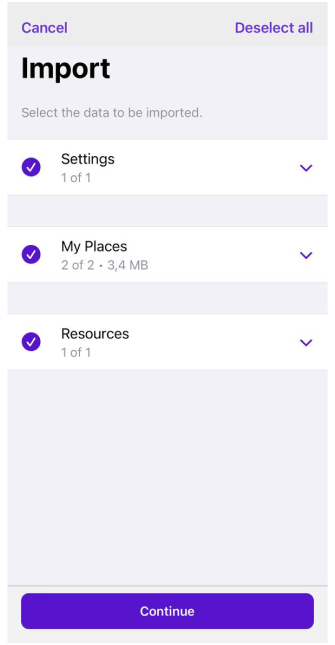 Cancel Deselect all
Import
Select the data to be imported.
Settings
1 of 1
My Places
2 of 2 • 3,4 MB
Resources
1 of 1
Continue